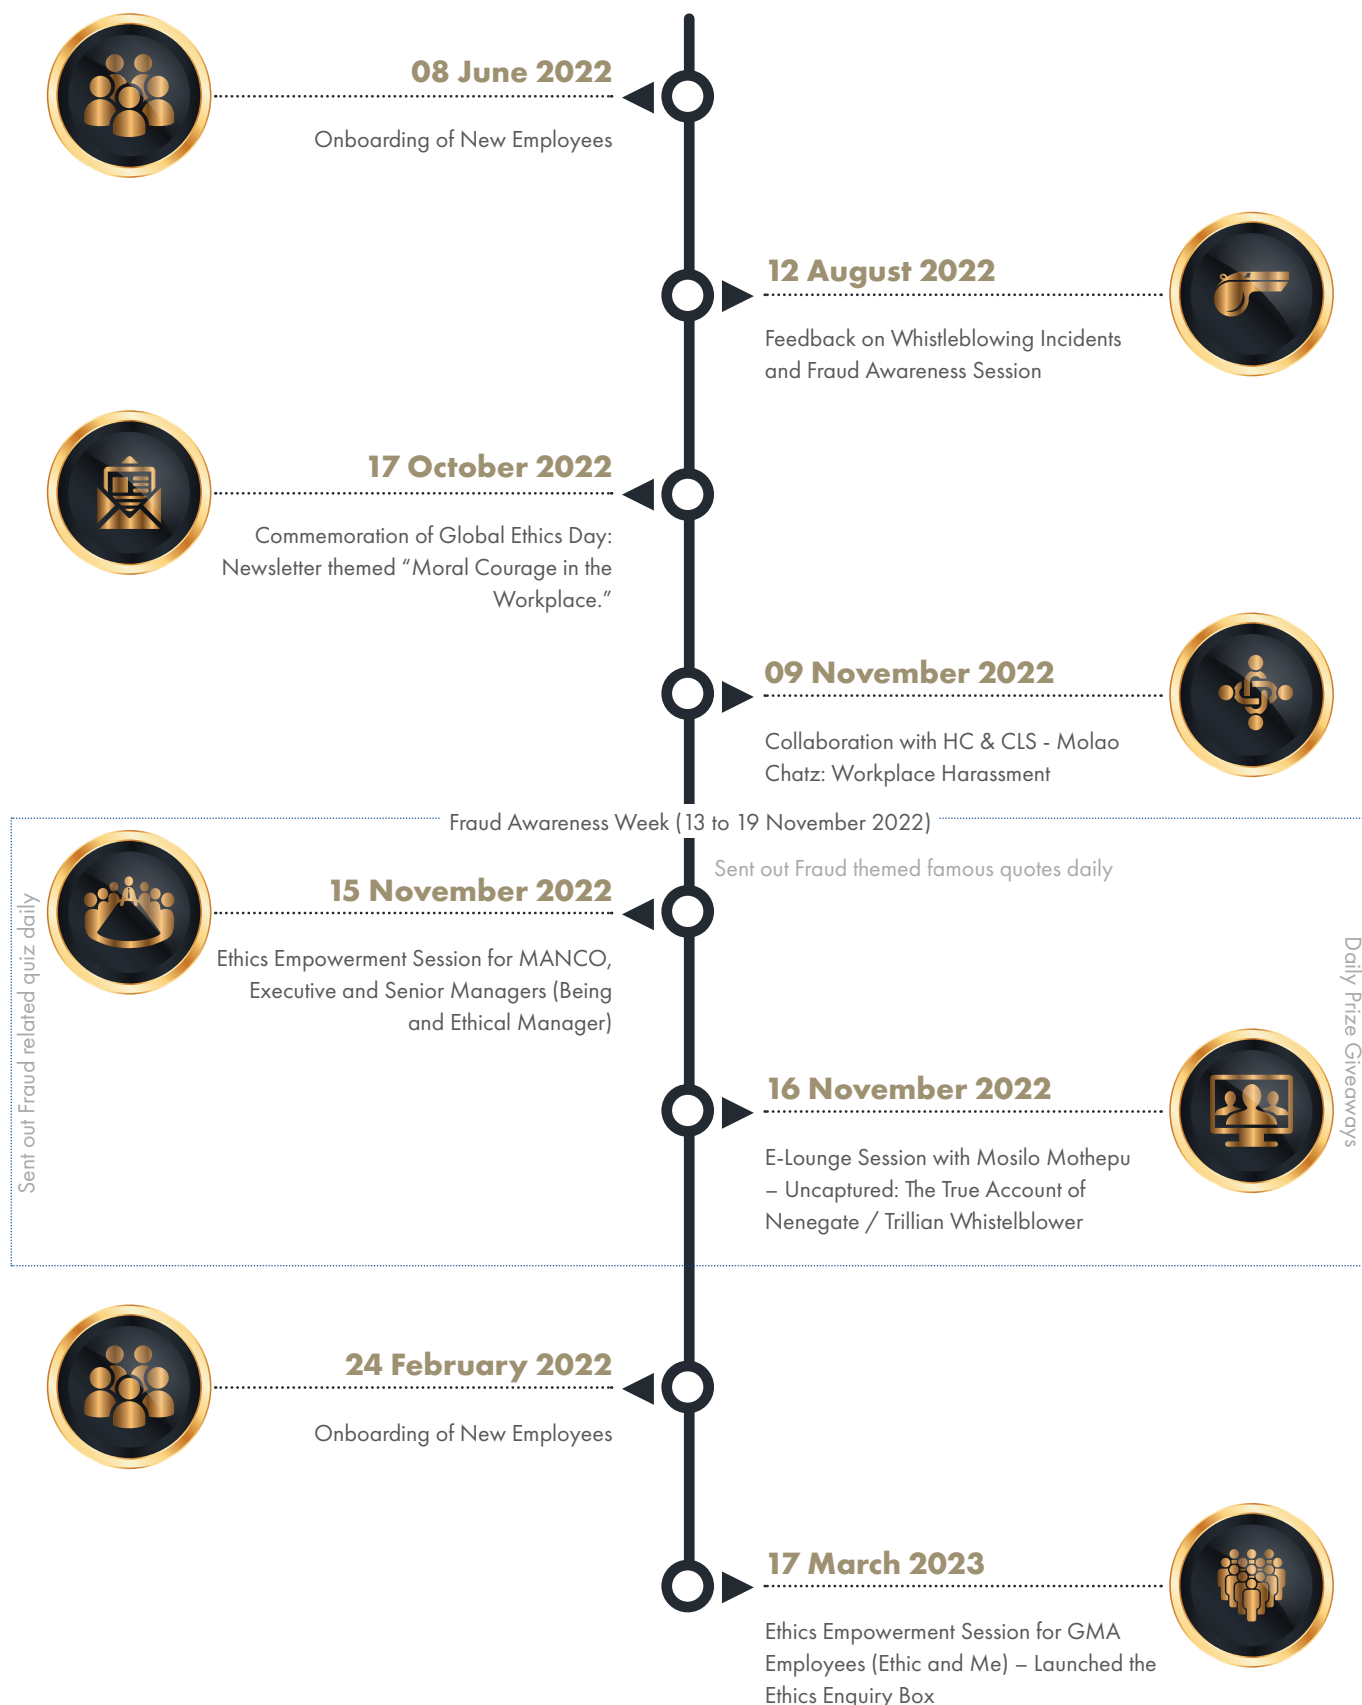 08 June 2022
Onboarding of New Employees
12 August 2022
Feedback on Whistleblowing Incidents
and Fraud Awareness Session
17 October 2022
Commemoration of Global Ethics Day:
Newsletter themed “Moral Courage in the
Workplace.”
09 November 2022
Collaboration with HC & CLS - Molao
Chatz: Workplace Harassment
Fraud Awareness Week (13 to 19 November 2022)
Sent out Fraud themed famous quotes daily
Sent out Fraud related quiz daily
Daily Prize Giveaways
15 November 2022
Ethics Empowerment Session for MANCO,
Executive and Senior Managers (Being
and Ethical Manager)
16 November 2022
E-Lounge Session with Mosilo Mothepu
– Uncaptured: The True Account of
Nenegate / Trillian Whistelblower
24 February 2022
Onboarding of New Employees
17 March 2023
Ethics Empowerment Session for GMA
Employees (Ethic and Me) – Launched the
Ethics Enquiry Box